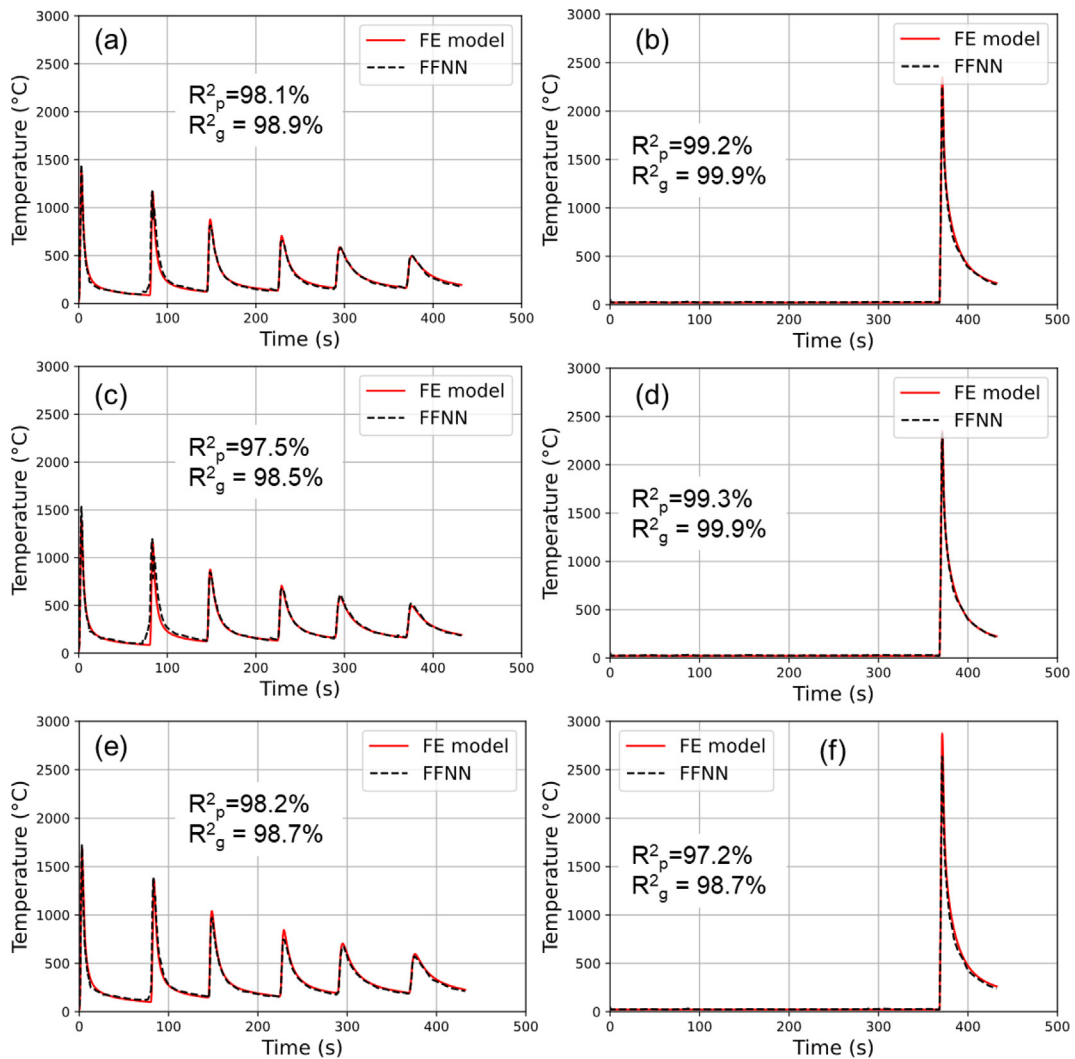 (a)
FE model
FFNN
R²p=98.1%
R²g = 98.9%
Temperature (°C)
3000
2500
2000
1500
1000
500
0
0 100 200 300 400 500
Time (s)
(b)
FE model
FFNN
R²p=99.2%
R²g = 99.9%
Temperature (°C)
3000
2500
2000
1500
1000
500
0
0 100 200 300 400 500
Time (s)
(c)
FE model
FFNN
R²p=97.5%
R²g = 98.5%
Temperature (°C)
3000
2500
2000
1500
1000
500
0
0 100 200 300 400 500
Time (s)
(d)
FE model
FFNN
R²p=99.3%
R²g = 99.9%
Temperature (°C)
3000
2500
2000
1500
1000
500
0
0 100 200 300 400 500
Time (s)
(e)
FE model
FFNN
R²p=98.2%
R²g = 98.7%
Temperature (°C)
3000
2500
2000
1500
1000
500
0
0 100 200 300 400 500
Time (s)
FE model
FFNN
(f)
R²p=97.2%
R²g = 98.7%
Temperature (°C)
3000
2500
2000
1500
1000
500
0
0 100 200 300 400 500
Time (s)